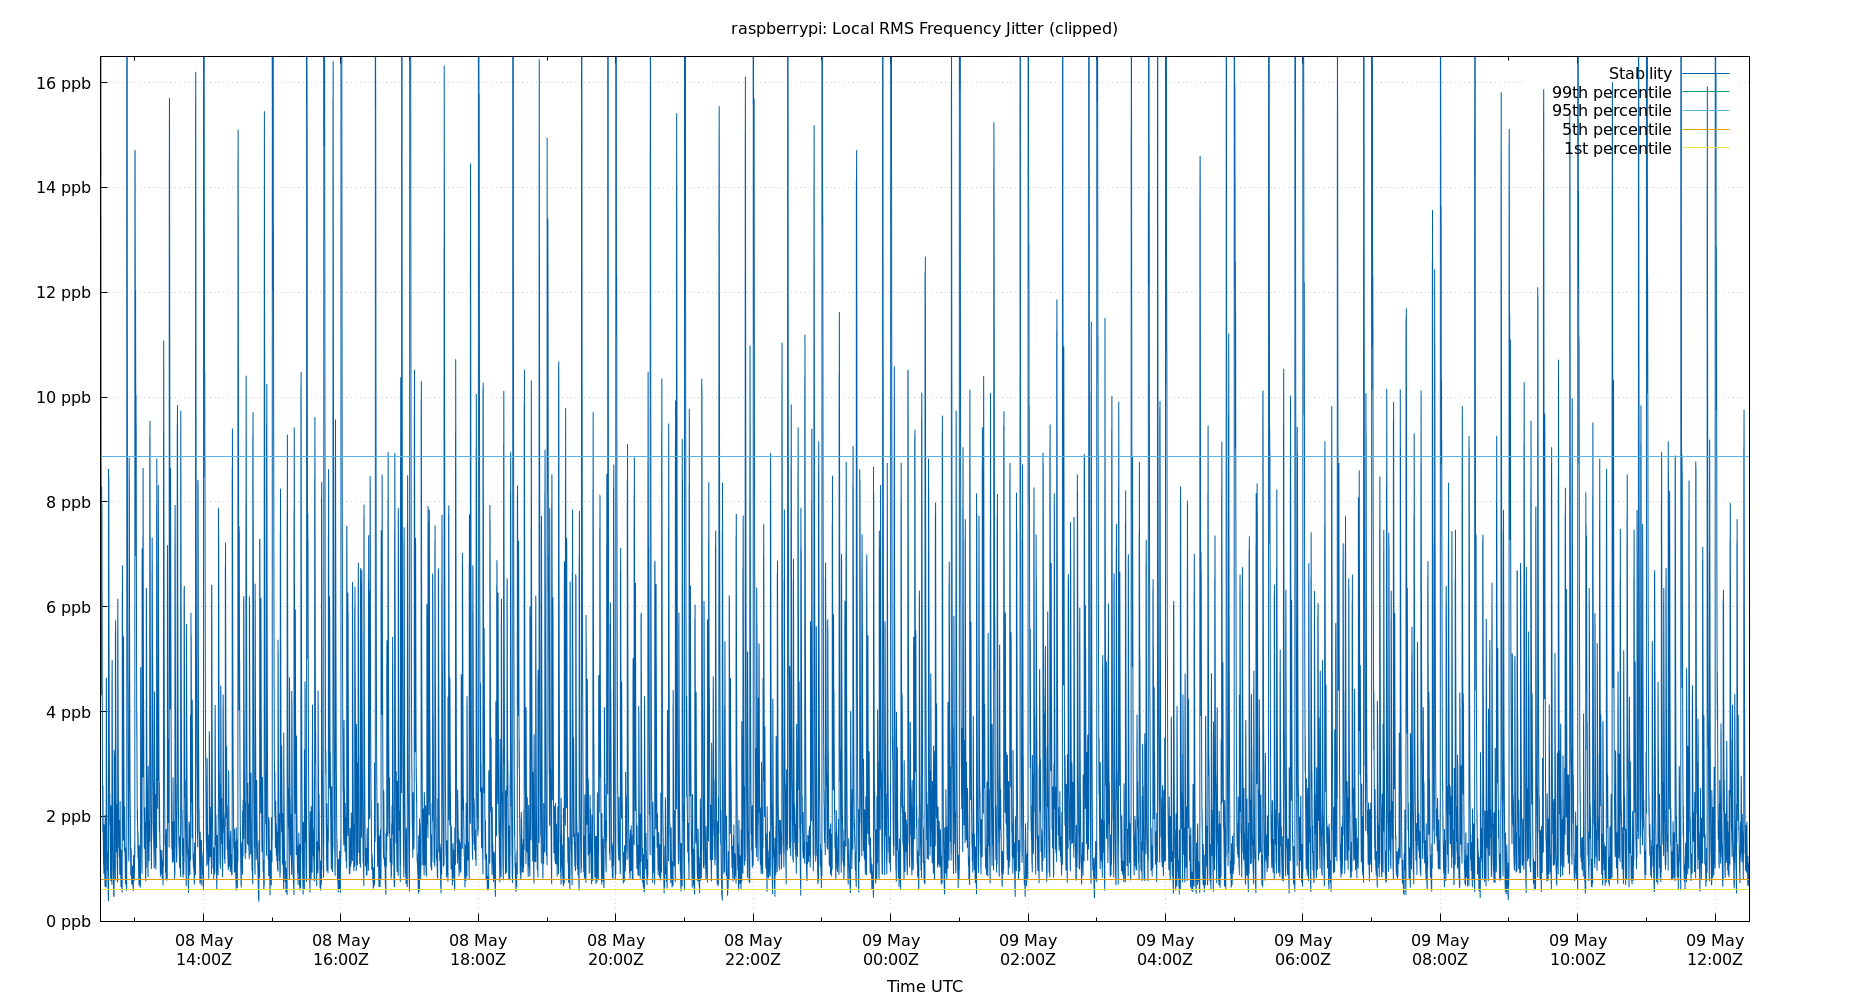 raspberrypi: Local RMS Frequency Jitter (clipped)
16 ppb
14 ppb
12 ppb
10 ppb
8 ppb
6 ppb
4 ppb
2 ppb
0 ppb
Stability
99th percentile
95th percentile
5th percentile
1st percentile
08 May 08 May 08 May 08 May 08 May 09 May 09 May 09 May 09 May 09 May 09 May 09 May
14:00Z 16:00Z 18:00Z 20:00Z 22:00Z 00:00Z 02:00Z 04:00Z 06:00Z 08:00Z 10:00Z 12:00Z
Time UTC